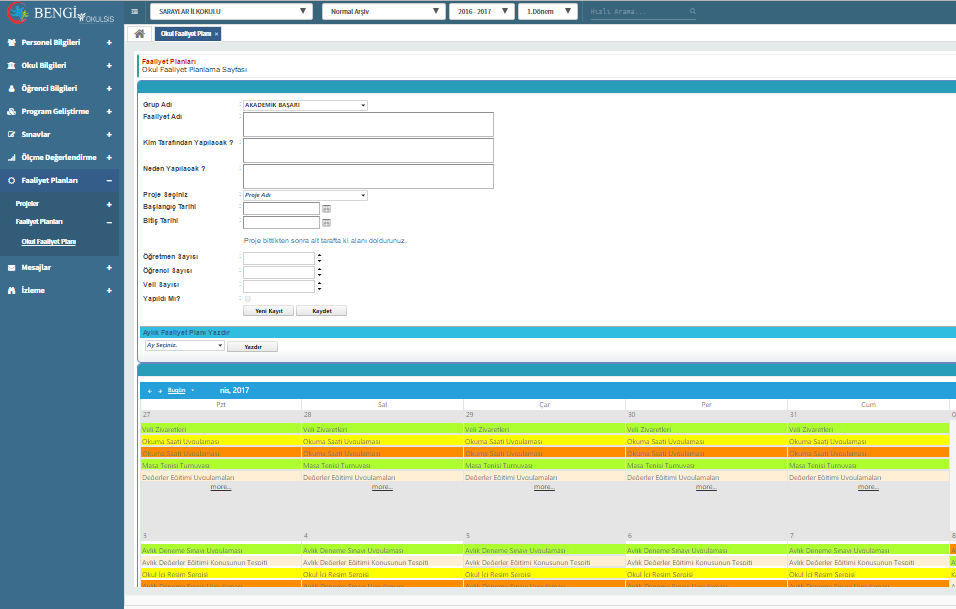 BENGİ OKULSİS
SARAYLAR İLKOKULU
Normal Arşiv
2016 - 2017
1.Dönem
Hızlı Arama...
Personel Bilgileri +
Okul Bilgileri +
Öğrenci Bilgileri +
Program Geliştirme +
Sınavlar +
Ölçme Değerlendirme +
Faaliyet Planları −
Projeler +
Faaliyet Planları −
Okul Faaliyet Planı
Mesajlar +
İzleme +
Okul Faaliyet Planı ×
Faaliyet Planları
Okul Faaliyet Planlama Sayfası
Grup Adı : AKADEMİK BAŞARI
Faaliyet Adı :
Kim Tarafından Yapılacak ? :
Neden Yapılacak ? :
Proje Seçiniz : Proje Adı
Başlangıç Tarihi :
Bitiş Tarihi :
Proje bittikten sonra alt tarafta ki alanı doldurunuz.
Öğretmen Sayısı :
Öğrenci Sayısı :
Veli Sayısı :
Yapıldı Mı? :
Yeni Kayıt Kaydet
Aylık Faaliyet Planı Yazdır
Ay Seçiniz. Yazdır
Bugün nis, 2017
Pzt Sal Çar Per Cum
27 28 29 30 31 0
Veli Ziyaretleri Veli Ziyaretleri Veli Ziyaretleri Veli Ziyaretleri Veli Ziyaretleri
Okuma Saati Uygulaması Okuma Saati Uygulaması Okuma Saati Uygulaması Okuma Saati Uygulaması Okuma Saati Uygulaması
Okuma Saati Uygulaması Okuma Saati Uygulaması Okuma Saati Uygulaması Okuma Saati Uygulaması Okuma Saati Uygulaması
Masa Tenisi Turnuvası Masa Tenisi Turnuvası Masa Tenisi Turnuvası Masa Tenisi Turnuvası Masa Tenisi Turnuvası
Değerler Eğitimi Uygulamaları Değerler Eğitimi Uygulamaları Değerler Eğitimi Uygulamaları Değerler Eğitimi Uygulamaları Değerler Eğitimi Uygulamaları
more... more... more... more... more...
3 4 5 6 7 8
Aylık Deneme Sınavı Uygulaması Aylık Deneme Sınavı Uygulaması Aylık Deneme Sınavı Uygulaması Aylık Deneme Sınavı Uygulaması Aylık Deneme Sınavı Uygulaması
Aylık Değerler Eğitimi Konusunun Tespiti Aylık Değerler Eğitimi Konusunun Tespiti Aylık Değerler Eğitimi Konusunun Tespiti Aylık Değerler Eğitimi Konusunun Tespiti Aylık Değerler Eğitimi Konusunun Tespiti
Okul İçi Resim Sergisi Okul İçi Resim Sergisi Okul İçi Resim Sergisi Okul İçi Resim Sergisi Okul İçi Resim Sergisi